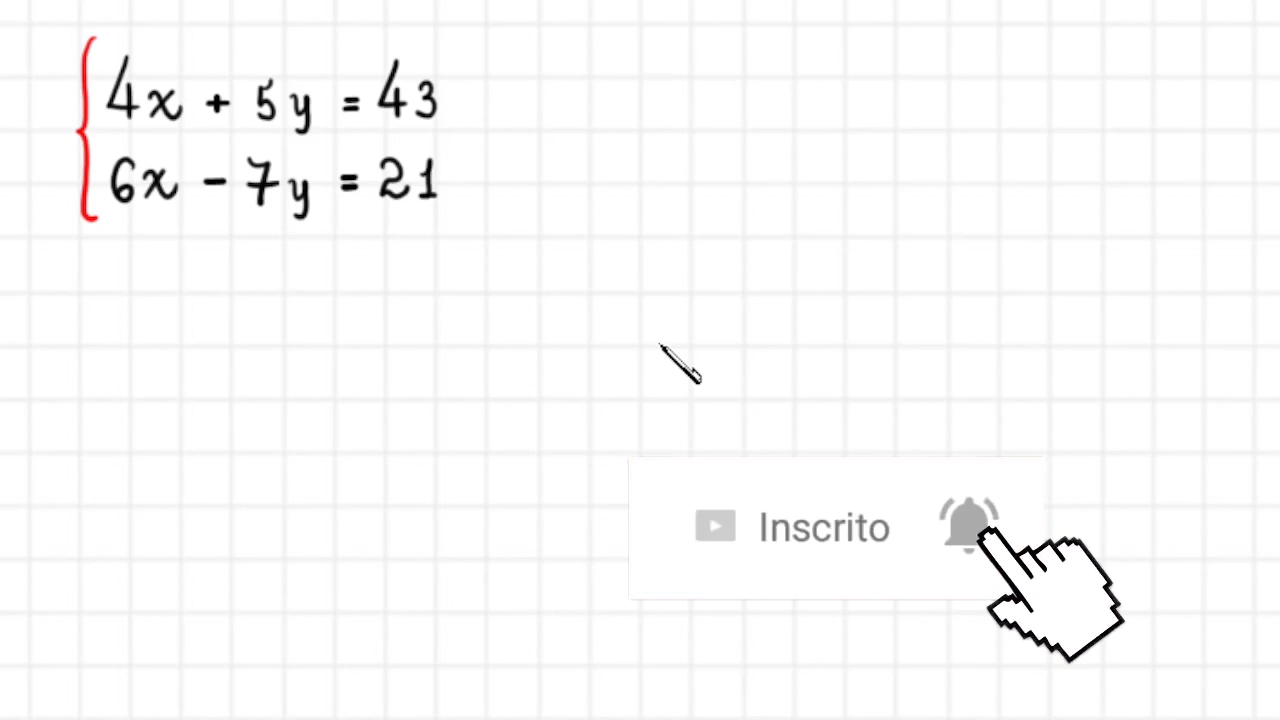 4x + 5y = 43
6x - 7y = 21
Inscrito